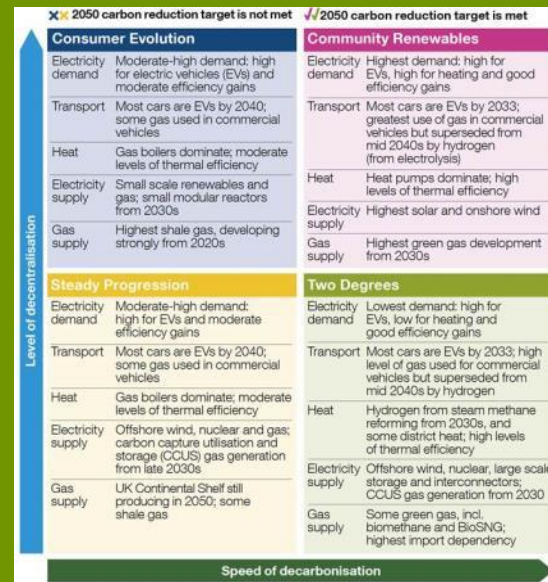 ✗✗ 2050 carbon reduction target is not met
✓✓ 2050 carbon reduction target is met
Level of decentralisation
Consumer Evolution
Electricity demand Moderate-high demand: high
for electric vehicles (EVs) and
moderate efficiency gains
Transport Most cars are EVs by 2040;
some gas used in commercial
vehicles
Heat Gas boilers dominate; moderate
levels of thermal efficiency
Electricity supply Small scale renewables and
gas; small modular reactors
from 2030s
Gas supply Highest shale gas, developing
strongly from 2020s
Community Renewables
Electricity demand Highest demand: high for
EVs, high for heating and good
efficiency gains
Transport Most cars are EVs by 2033;
greatest use of gas in commercial
vehicles but superseded from
mid 2040s by hydrogen
(from electrolysis)
Heat Heat pumps dominate; high
levels of thermal efficiency
Electricity supply Highest solar and onshore wind
Gas supply Highest green gas development
from 2030s
Steady Progression
Electricity demand Moderate-high demand:
high for EVs and moderate
efficiency gains
Transport Most cars are EVs by 2040;
some gas used in commercial
vehicles
Heat Gas boilers dominate; moderate
levels of thermal efficiency
Electricity supply Offshore wind, nuclear and gas;
carbon capture utilisation and
storage (CCUS) gas generation
from late 2030s
Gas supply UK Continental Shelf still
producing in 2050; some
shale gas
Two Degrees
Electricity demand Lowest demand: high for
EVs, low for heating and
good efficiency gains
Transport Most cars are EVs by 2033; high
level of gas used for commercial
vehicles but superseded from
mid 2040s by hydrogen
Heat Hydrogen from steam methane
reforming from 2030s, and
some district heat; high levels
of thermal efficiency
Electricity supply Offshore wind, nuclear, large scale
storage and interconnectors;
CCUS gas generation from 2030
Gas supply Some green gas, incl.
biomethane and BioSNG;
highest import dependency
Speed of decarbonisation